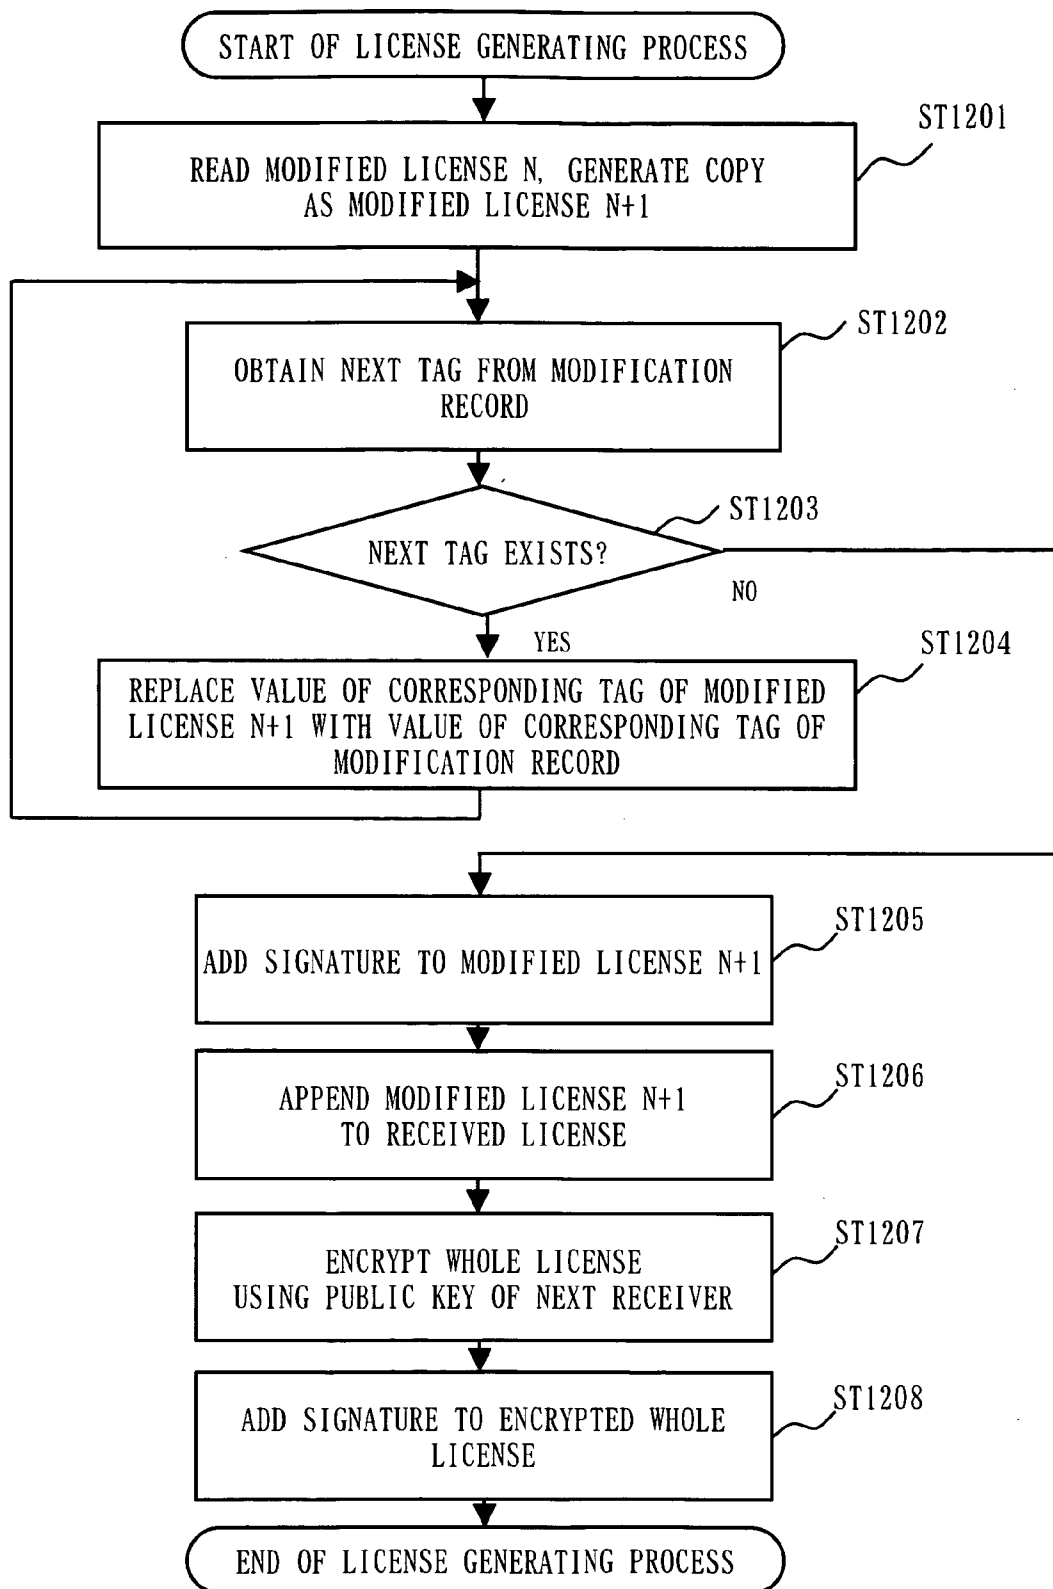 START OF LICENSE GENERATING PROCESS
ST1201
READ MODIFIED LICENSE N, GENERATE COPY
AS MODIFIED LICENSE N+1
ST1202
OBTAIN NEXT TAG FROM MODIFICATION
RECORD
ST1203
NEXT TAG EXISTS?
NO
YES
ST1204
REPLACE VALUE OF CORRESPONDING TAG OF MODIFIED
LICENSE N+1 WITH VALUE OF CORRESPONDING TAG OF
MODIFICATION RECORD
ST1205
ADD SIGNATURE TO MODIFIED LICENSE N+1
ST1206
APPEND MODIFIED LICENSE N+1
TO RECEIVED LICENSE
ST1207
ENCRYPT WHOLE LICENSE
USING PUBLIC KEY OF NEXT RECEIVER
ST1208
ADD SIGNATURE TO ENCRYPTED WHOLE
LICENSE
END OF LICENSE GENERATING PROCESS